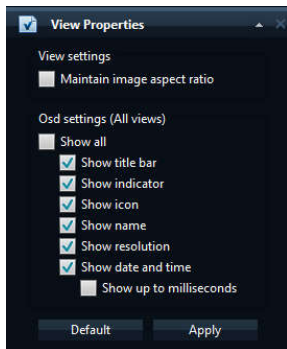 View Properties
View settings
Maintain image aspect ratio
Osd settings (All views)
Show all
Show title bar
Show indicator
Show icon
Show name
Show resolution
Show date and time
Show up to milliseconds
Default Apply